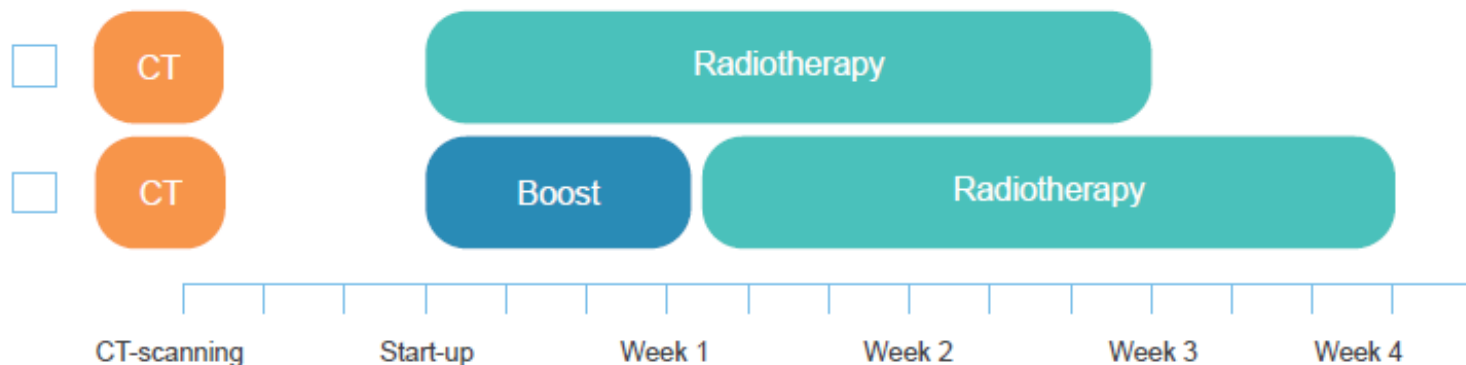 CT
Radiotherapy
CT
Boost
Radiotherapy
CT-scanning
Start-up
Week 1
Week 2
Week 3
Week 4